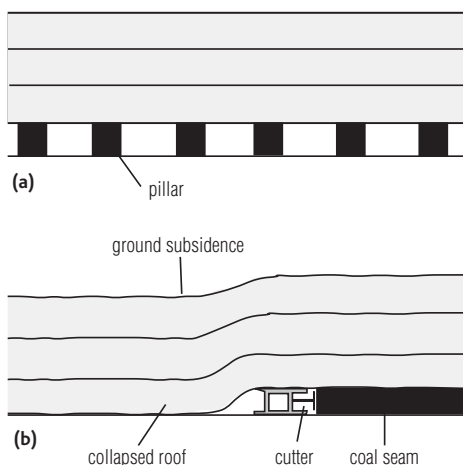 (a)
pillar
ground subsidence
(b)
collapsed roof
cutter
coal seam